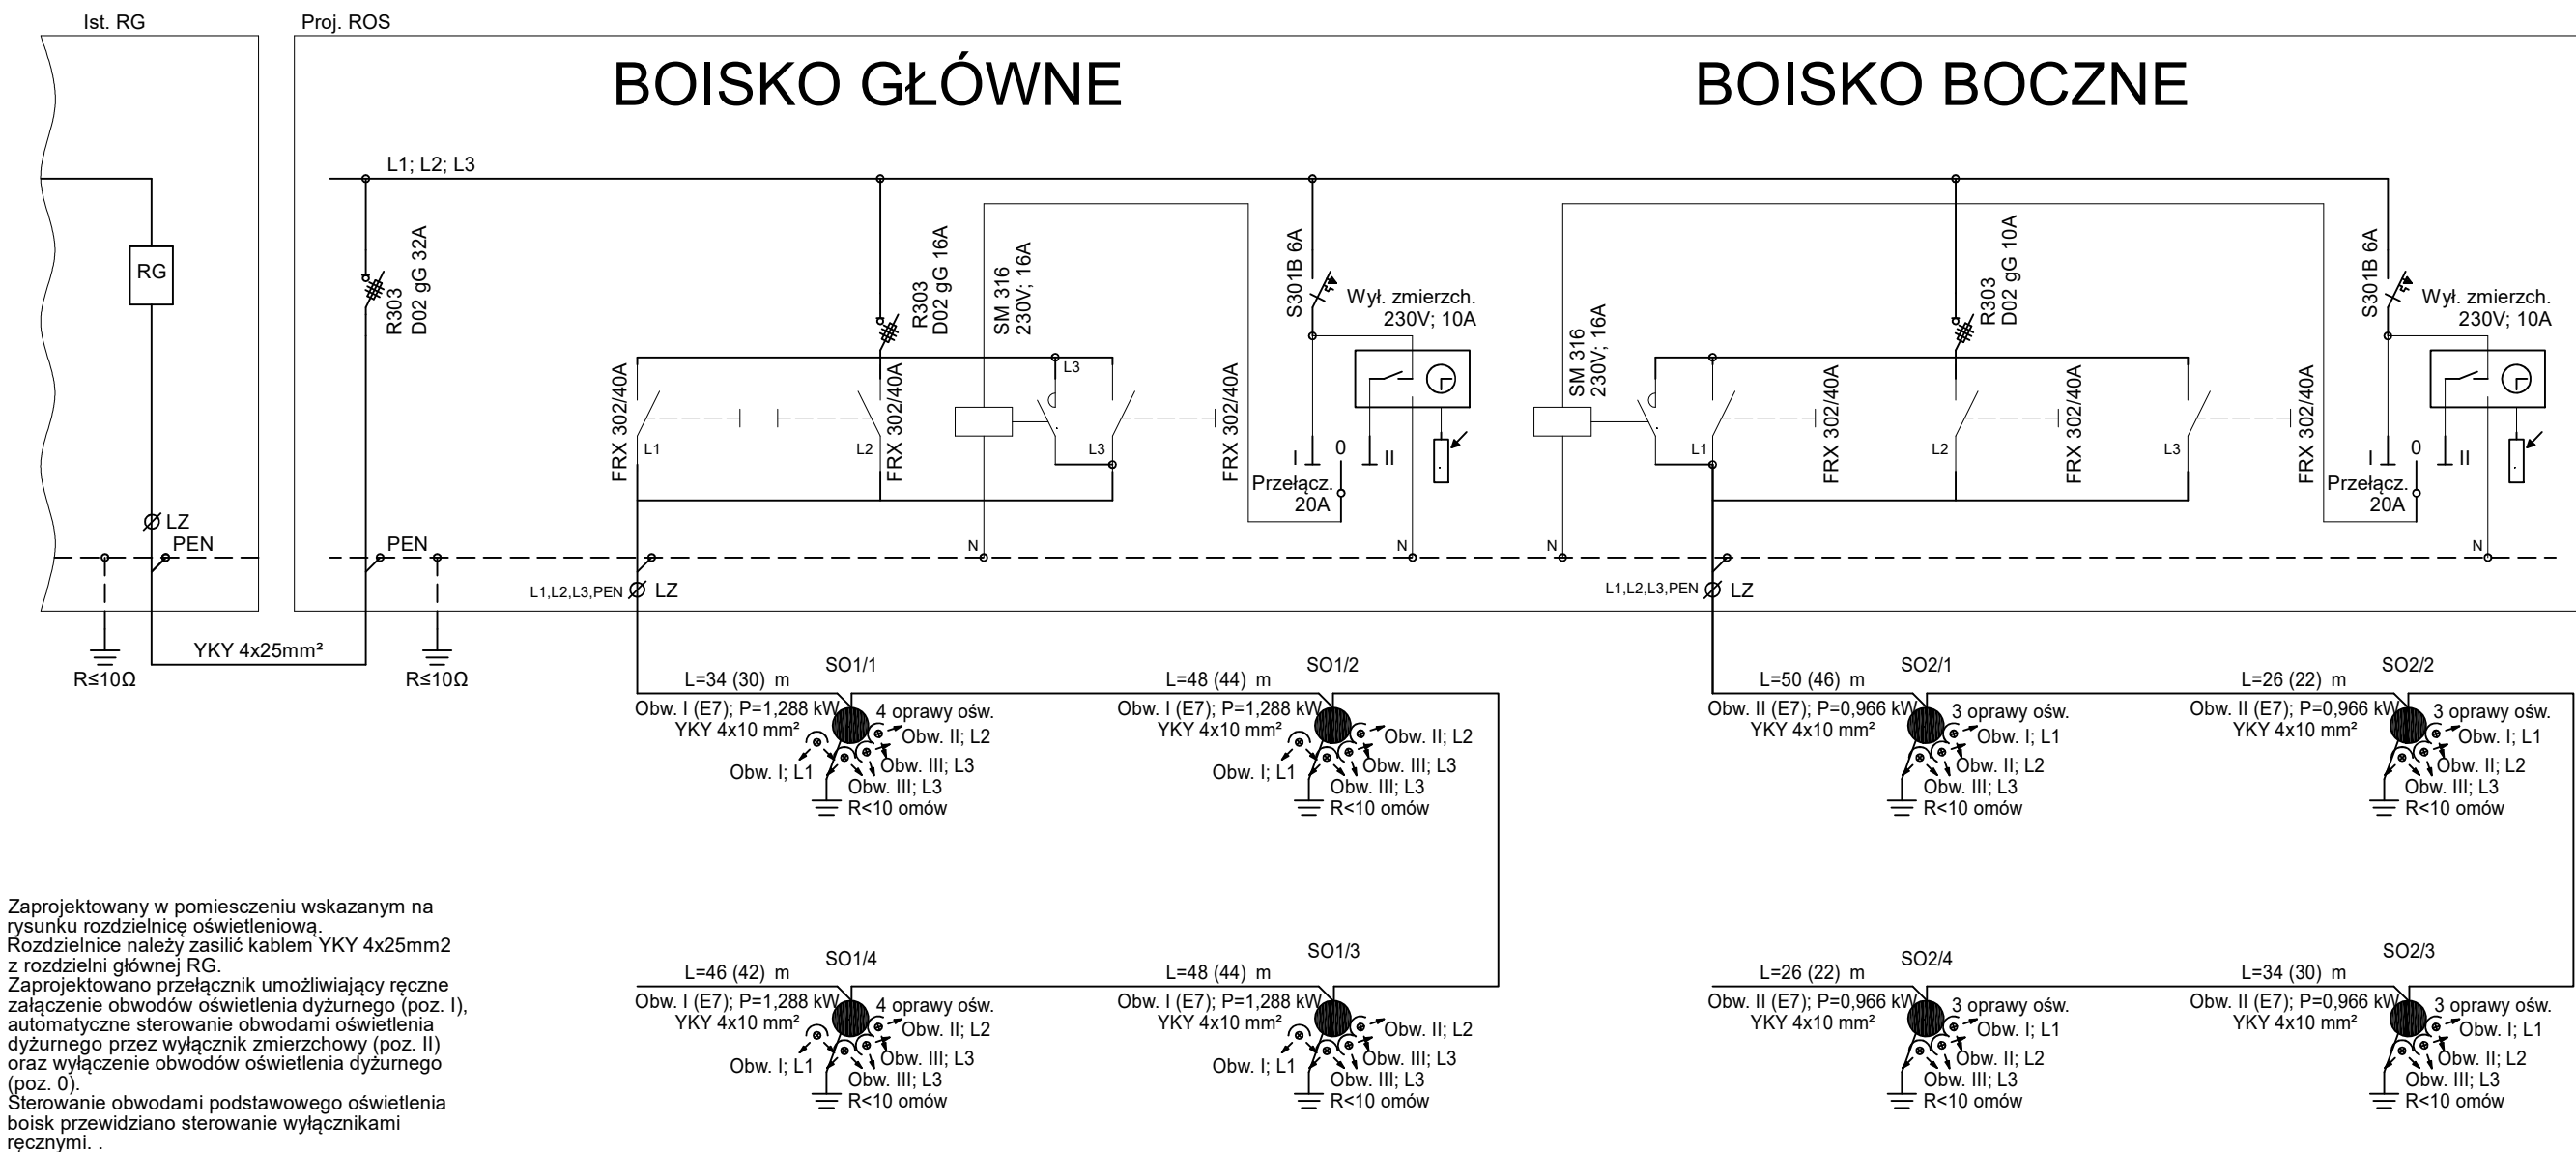 Ist. RG
Proj. ROS
BOISKO GŁÓWNE
BOISKO BOCZNE
L1; L2; L3
RG
R303
D02 gG 32A
R303
D02 gG 16A
SM 316
230V; 16A
S301B 6A
Wył. zmierzch.
230V; 10A
SM 316
230V; 16A
R303
D02 gG 10A
S301B 6A
Wył. zmierzch.
230V; 10A
FRX 302/40A
L1
L2
FRX 302/40A
L3
L3
FRX 302/40A
I
0
II
Przełącz.
20A
L1
FRX 302/40A
L2
FRX 302/40A
L3
FRX 302/40A
I
0
II
Przełącz.
20A
LZ
PEN
PEN
N
N
N
N
L1,L2,L3,PEN
LZ
L1,L2,L3,PEN
LZ
YKY 4x25mm²
R≤10Ω
R≤10Ω
SO1/1
L=34 (30) m
Obw. I (E7); P=1,288 kW
YKY 4x10 mm²
4 oprawy ośw.
Obw. II; L2
Obw. III; L3
Obw. I; L1
Obw. III; L3
R<10 omów
SO1/2
L=48 (44) m
Obw. I (E7); P=1,288 kW
YKY 4x10 mm²
Obw. II; L2
Obw. III; L3
Obw. I; L1
Obw. III; L3
R<10 omów
SO2/1
L=50 (46) m
Obw. II (E7); P=0,966 kW
YKY 4x10 mm²
3 oprawy ośw.
Obw. I; L1
Obw. II; L2
Obw. III; L3
R<10 omów
SO2/2
L=26 (22) m
Obw. II (E7); P=0,966 kW
YKY 4x10 mm²
3 oprawy ośw.
Obw. I; L1
Obw. II; L2
Obw. III; L3
R<10 omów
Zaprojektowany w pomiesczeniu wskazanym na
rysunku rozdzielnicę oświetleniową.
Rozdzielnice należy zasilić kablem YKY 4x25mm2
z rozdzielni głównej RG.
Zaprojektowano przełącznik umożliwiający ręczne
załączenie obwodów oświetlenia dyżurnego (poz. I),
automatyczne sterowanie obwodami oświetlenia
dyżurnego przez wyłącznik zmierzchowy (poz. II)
oraz wyłączenie obwodów oświetlenia dyżurnego
(poz. 0).
Sterowanie obwodami podstawowego oświetlenia
boisk przewidziano sterowanie wyłącznikami
ręcznymi. .
SO1/4
L=46 (42) m
Obw. I (E7); P=1,288 kW
YKY 4x10 mm²
4 oprawy ośw.
Obw. II; L2
Obw. III; L3
Obw. I; L1
Obw. III; L3
R<10 omów
SO1/3
L=48 (44) m
Obw. I (E7); P=1,288 kW
YKY 4x10 mm²
Obw. II; L2
Obw. III; L3
Obw. I; L1
Obw. III; L3
R<10 omów
SO2/4
L=26 (22) m
Obw. II (E7); P=0,966 kW
YKY 4x10 mm²
3 oprawy ośw.
Obw. I; L1
Obw. II; L2
Obw. III; L3
R<10 omów
SO2/3
L=34 (30) m
Obw. II (E7); P=0,966 kW
YKY 4x10 mm²
3 oprawy ośw.
Obw. I; L1
Obw. II; L2
Obw. III; L3
R<10 omów